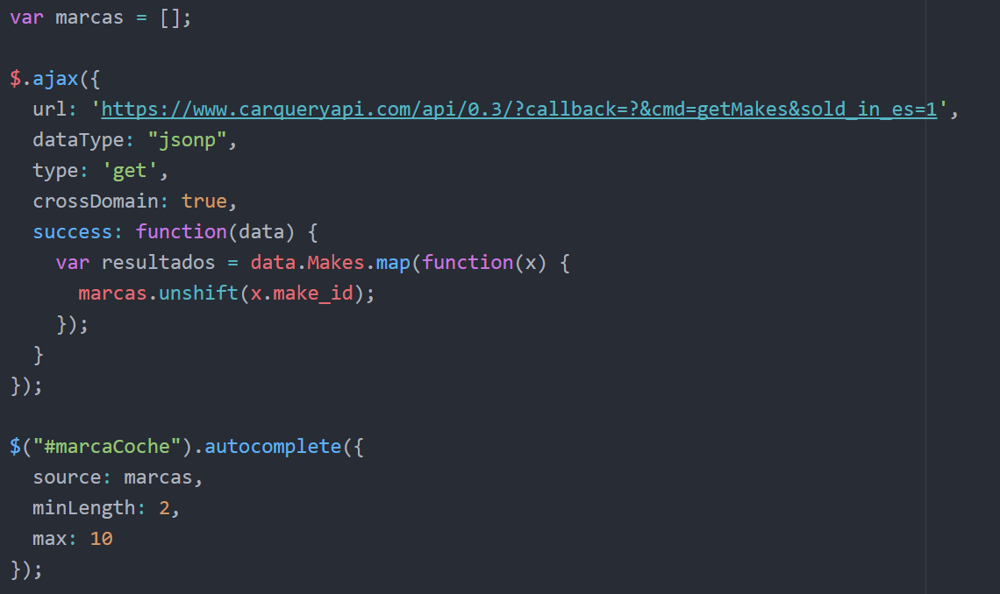 var marcas = [];
$.ajax({
  url: 'https://www.carqueryapi.com/api/0.3/?callback=?&cmd=getMakes&sold_in_es=1',
  dataType: "jsonp",
  type: 'get',
  crossDomain: true,
  success: function(data) {
    var resultados = data.Makes.map(function(x) {
      marcas.unshift(x.make_id);
    });
  }
});
$("#marcaCoche").autocomplete({
  source: marcas,
  minLength: 2,
  max: 10
});